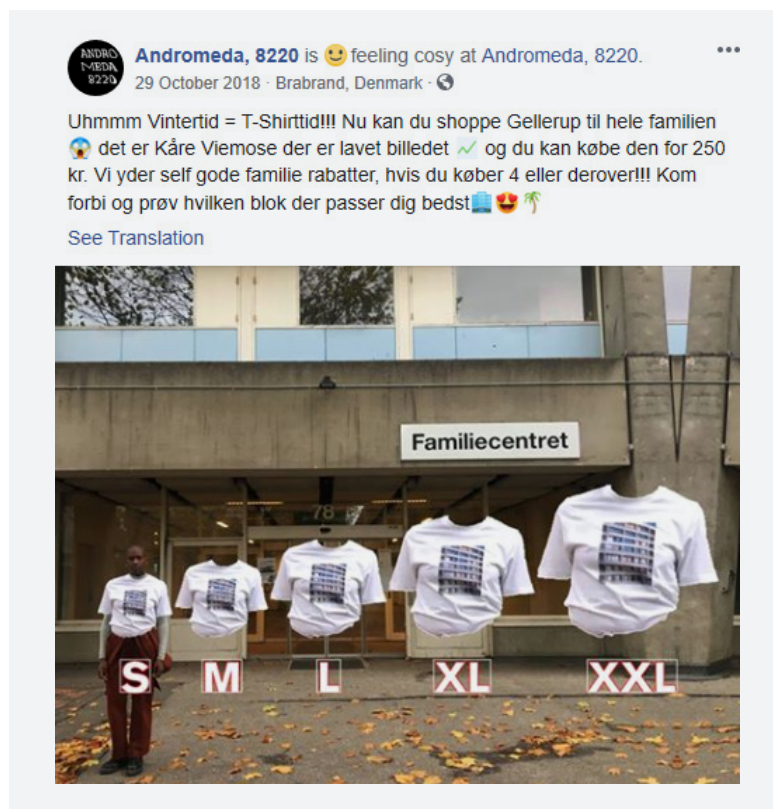 ANDRO
MEDA
8220
Andromeda, 8220 is 🙂 feeling cosy at Andromeda, 8220.
29 October 2018 · Brabrand, Denmark ·
Uhmmm Vintertid = T-Shirttid!!! Nu kan du shoppe Gellerup til hele familien
😱 det er Kåre Viemose der er lavet billedet 📈 og du kan købe den for 250
kr. Vi yder self gode familie rabatter, hvis du køber 4 eller derover!!! Kom
forbi og prøv hvilken blok der passer dig bedst🏢😍🌴
See Translation
Familiecentret
78
S M L XL XXL